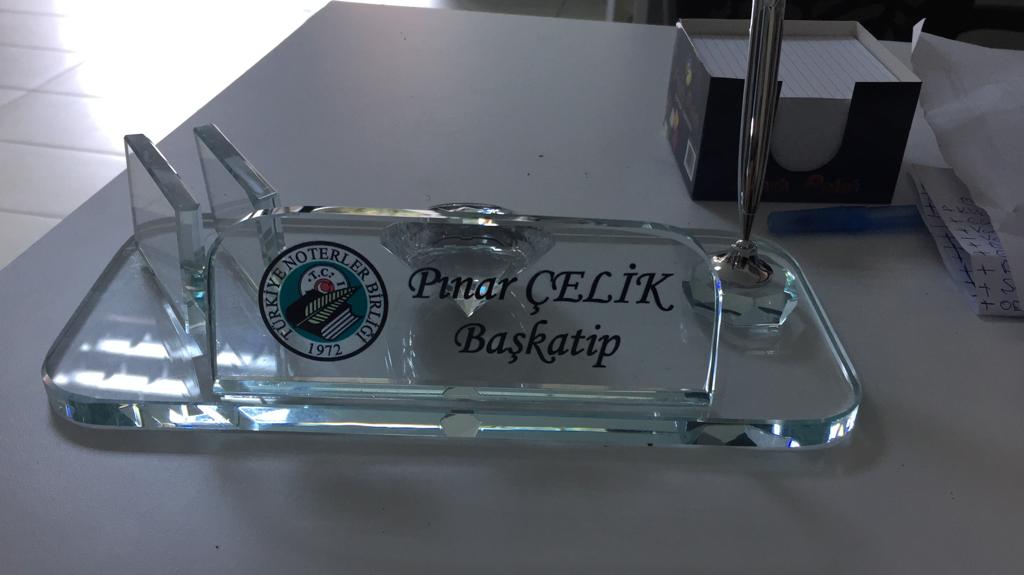 TÜRKİYE NOTERLER BİRLİĞİ
T.C.
1972
Pınar ÇELİK
Başkatip